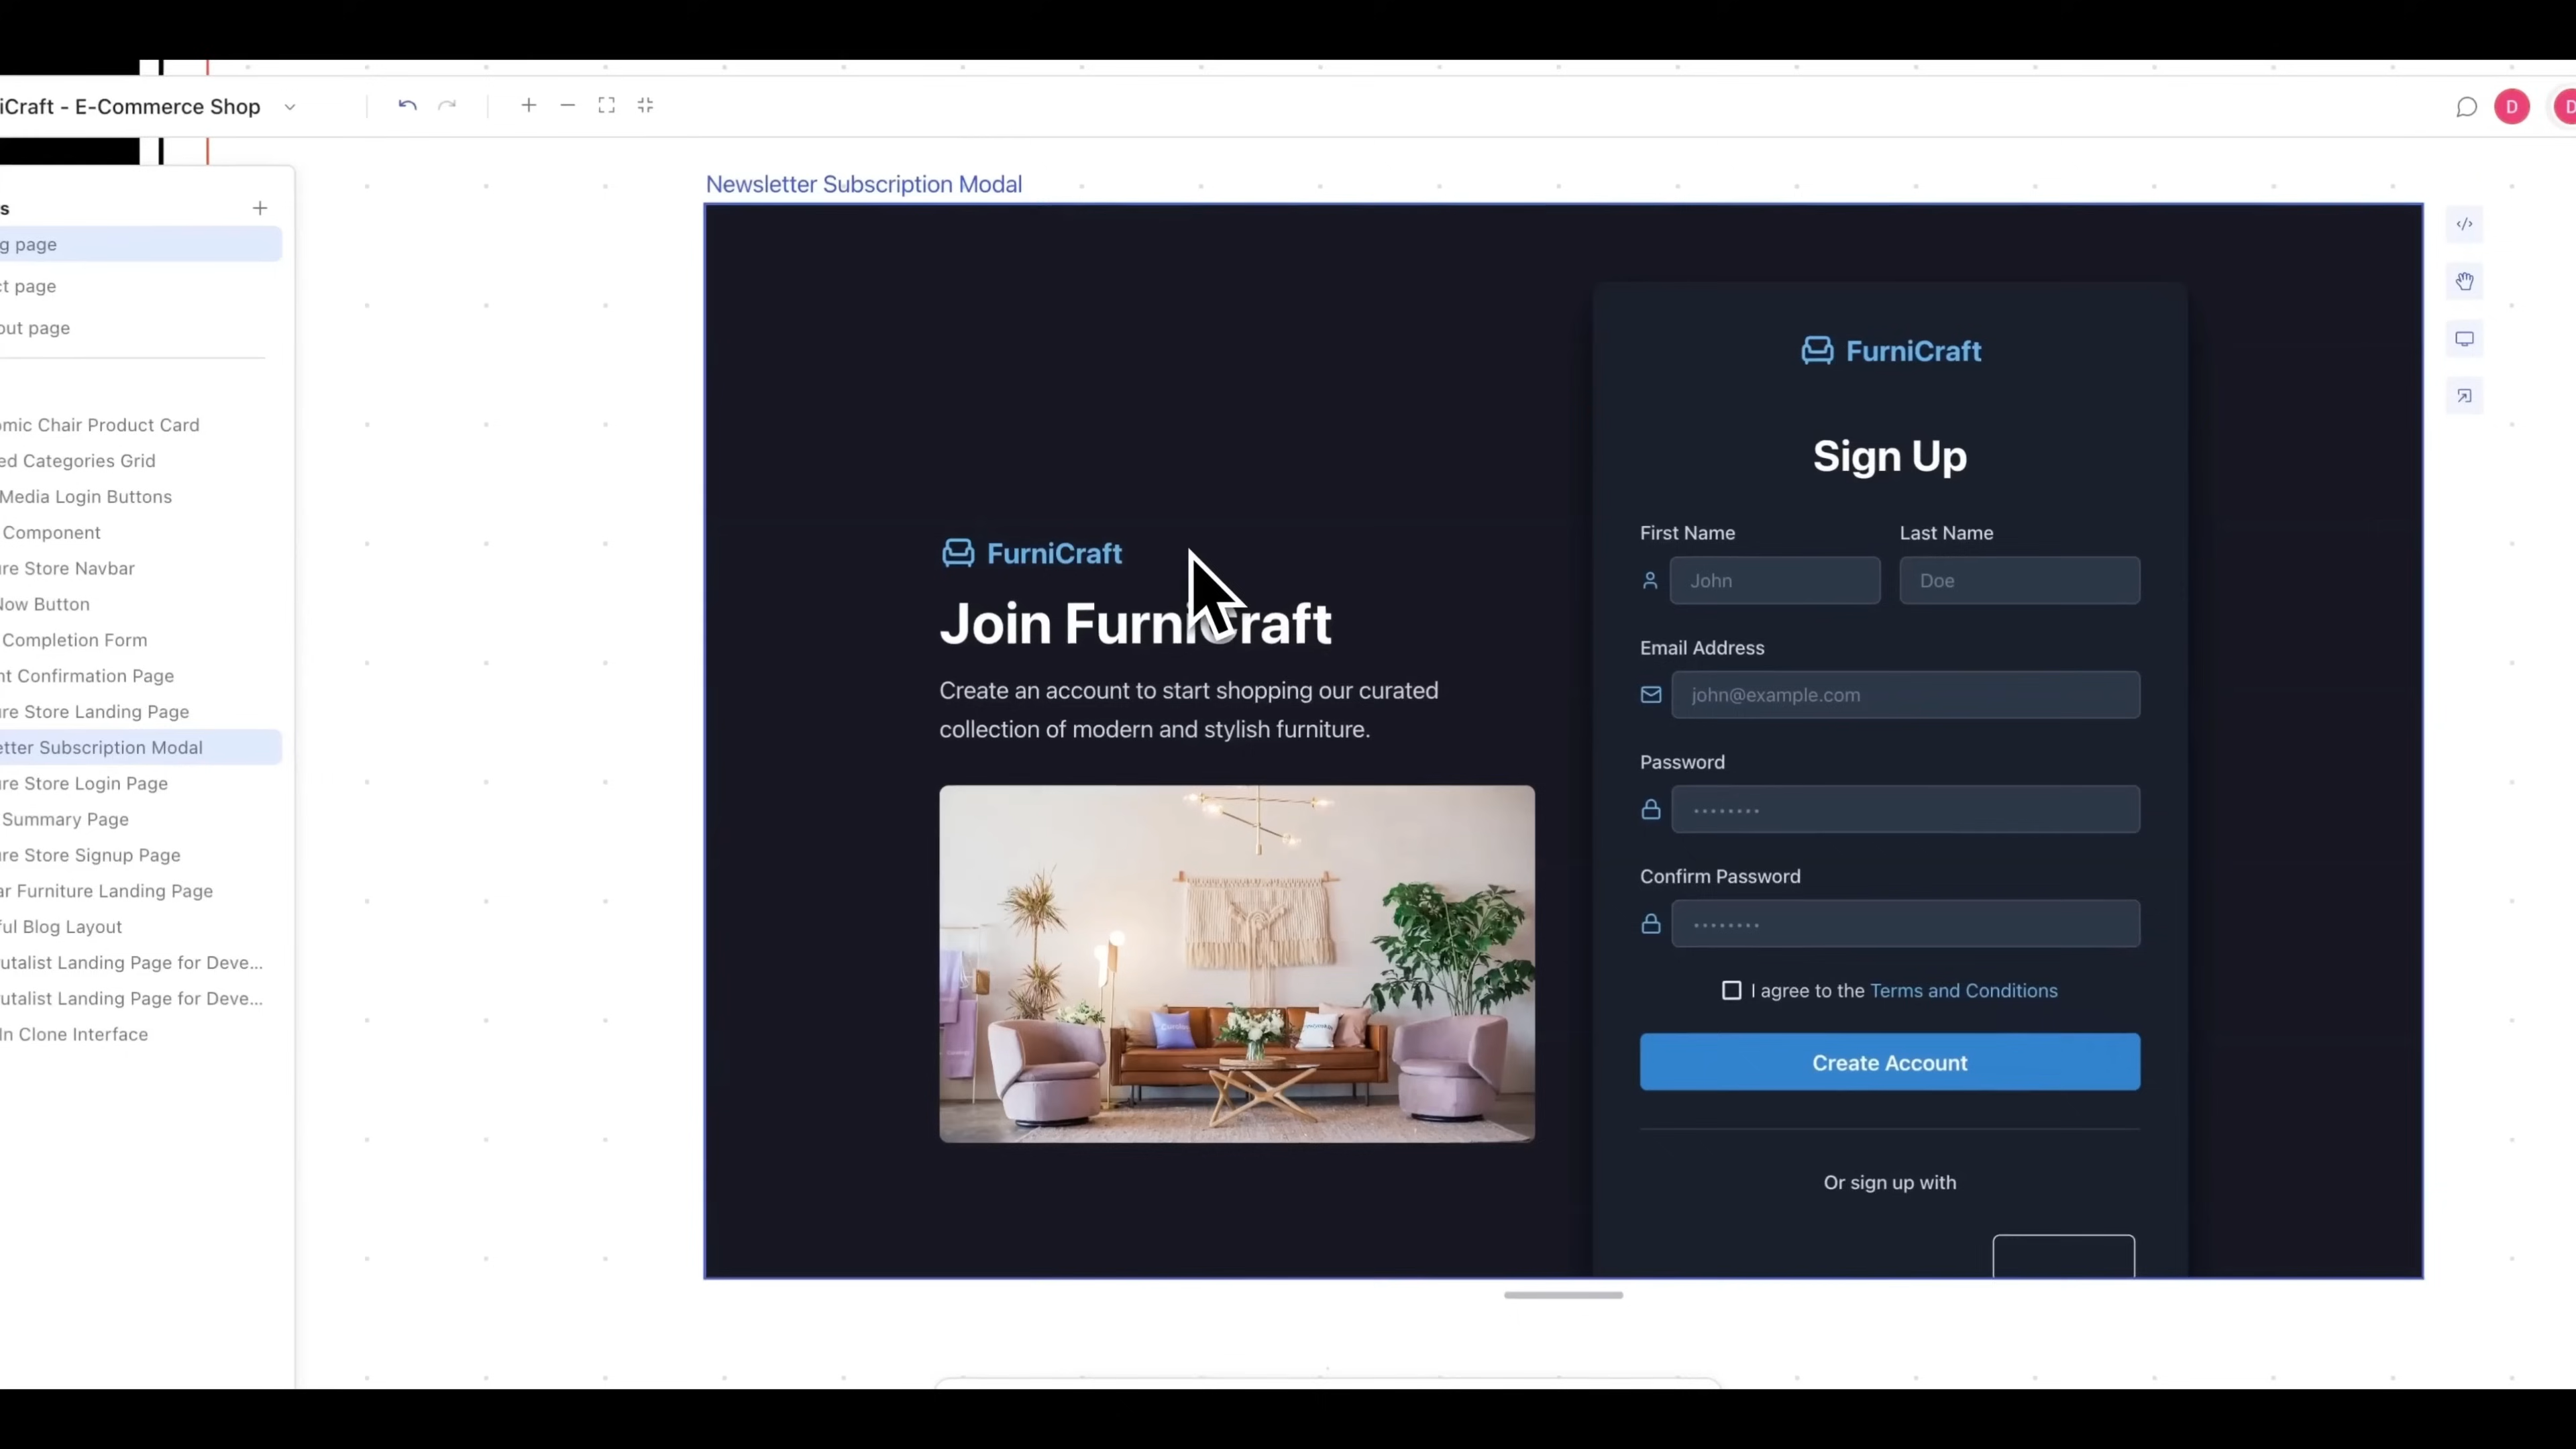 iCraft - E-Commerce Shop
D
D
s
g page
ct page
out page
omic Chair Product Card
ed Categories Grid
Media Login Buttons
Component
re Store Navbar
Now Button
Completion Form
nt Confirmation Page
re Store Landing Page
etter Subscription Modal
re Store Login Page
Summary Page
re Store Signup Page
ar Furniture Landing Page
ful Blog Layout
utalist Landing Page for Deve...
utalist Landing Page for Deve...
In Clone Interface
Newsletter Subscription Modal
</>
FurniCraft
Join FurniCraft
Create an account to start shopping our curated
collection of modern and stylish furniture.
FurniCraft
Sign Up
First Name
Last Name
John
Doe
Email Address
john@example.com
Password
Confirm Password
I agree to the Terms and Conditions
Create Account
Or sign up with